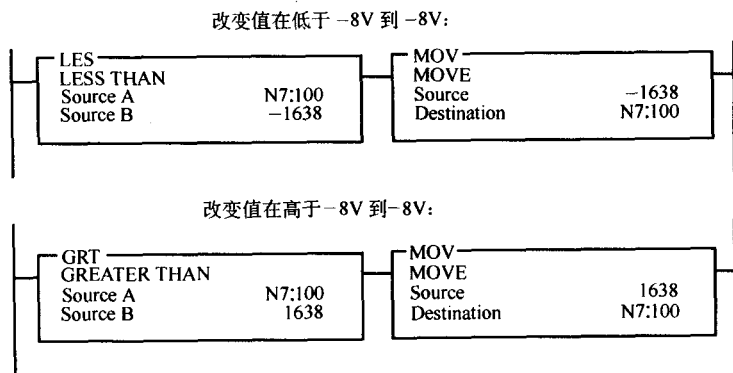 改变值在低于 -8V 到 -8V:
LES
LESS THAN
Source A N7:100
Source B -1638
MOV
MOVE
Source -1638
Destination N7:100
改变值在高于-8V 到-8V:
GRT
GREATER THAN
Source A N7:100
Source B 1638
MOV
MOVE
Source 1638
Destination N7:100